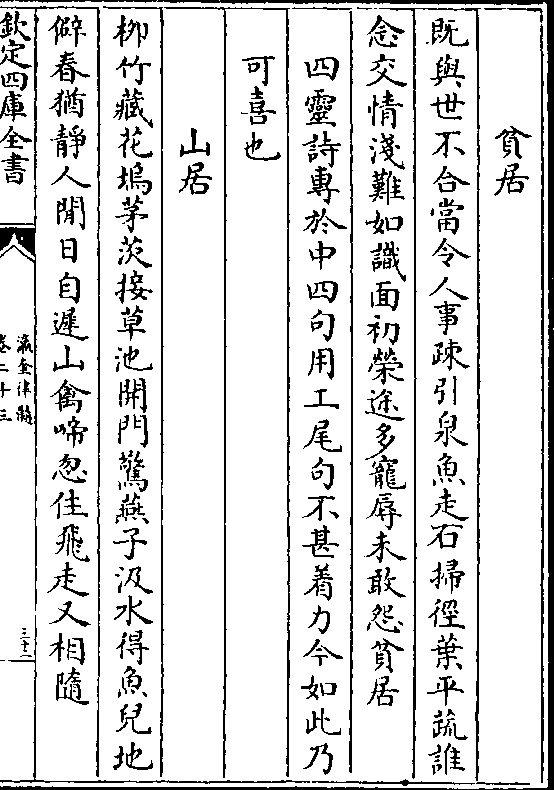 貧居
既與世不合當令人事疎引泉魚走石掃徑葉平蔬誰
念交情淺難如識面初榮途多寵辱未敢怨貧居
四靈詩專於中四句用工尾句不甚着力今如此乃
可喜也
山居
栁竹藏花塢茅茨接草池開門驚燕子汲水得魚兒地
僻春猶靜人閒日自遲山禽啼忽住飛走又相隨
欽定四庫全書
瀛奎律髓
卷二十三
三十二